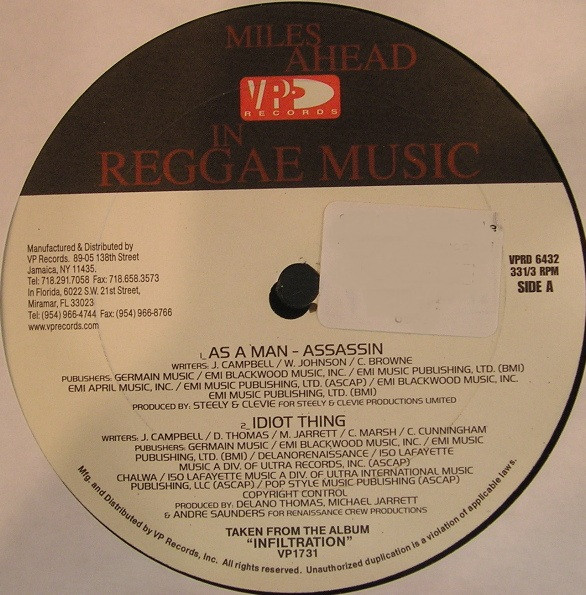 MILES
AHEAD
VP
RECORDS
IN
REGGAE MUSIC
Manufactured & Distributed by
VP Records. 89-05 138th Street
Jamaica, NY 11435.
Tel: 718.291.7058 Fax: 718.658.3573
In Florida, 6022 S.W. 21st Street,
Miramar, FL 33023
Tel: (954) 966-4744 Fax: (954) 966-8766
www.vprecords.com
VPRD 6432
331/3 RPM
SIDE A
1. AS A MAN - ASSASSIN
WRITERS: J. CAMPBELL / W. JOHNSON / C. BROWNE
PUBLISHERS: GERMAIN MUSIC / EMI BLACKWOOD MUSIC, INC. / EMI MUSIC PUBLISHING, LTD. (BMI)
EMI APRIL MUSIC, INC. / EMI MUSIC PUBLISHING, LTD. (ASCAP) / EMI BLACKWOOD MUSIC, INC.
EMI MUSIC PUBLISHING, LTD. (BMI)
PRODUCED BY: STEELY & CLEVIE FOR STEELY & CLEVIE PRODUCTIONS LIMITED
2. IDIOT THING
WRITERS: J. CAMPBELL / D. THOMAS / M. JARRETT / C. MARSH / C. CUNNINGHAM
PUBLISHERS: GERMAIN MUSIC / EMI BLACKWOOD MUSIC, INC. / EMI MUSIC
PUBLISHING, LTD. (BMI) / DELANORENAISSANCE / ISO LAFAYETTE
MUSIC A DIV. OF ULTRA RECORDS, INC. (ASCAP)
CHALWA / ISO LAFAYETTE MUSIC A DIV. OF ULTRA INTERNATIONAL MUSIC
PUBLISHING, LLC (ASCAP) / POP STYLE MUSIC PUBLISHING (ASCAP)
COPYRIGHT CONTROL
PRODUCED BY: DELANO THOMAS, MICHAEL JARRETT
& ANDRE SAUNDERS FOR RENAISSANCE CREW PRODUCTIONS
TAKEN FROM THE ALBUM
"INFILTRATION"
VP1731
Mfg. and Distributed by VP Records, Inc. All rights reserved. Unauthorized duplication is a violation of applicable laws.